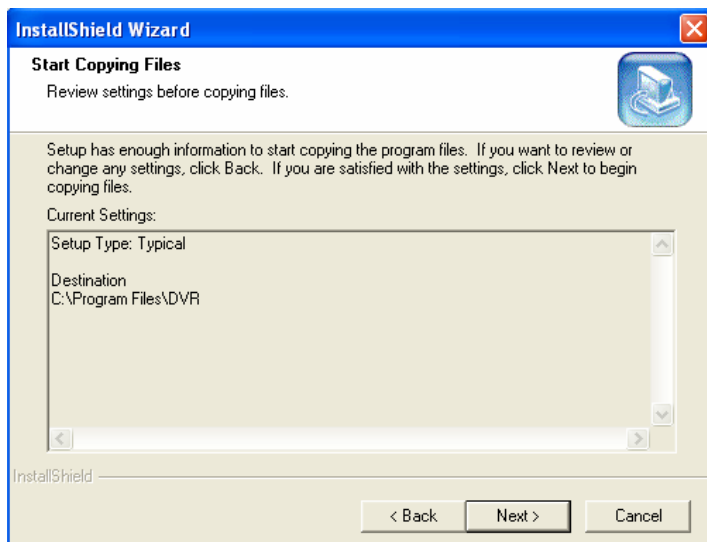 InstallShield Wizard
Start Copying Files
Review settings before copying files.
Setup has enough information to start copying the program files. If you want to review or
change any settings, click Back. If you are satisfied with the settings, click Next to begin
copying files.
Current Settings:
Setup Type: Typical
Destination
C:\Program Files\DVR
InstallShield
< Back Next > Cancel